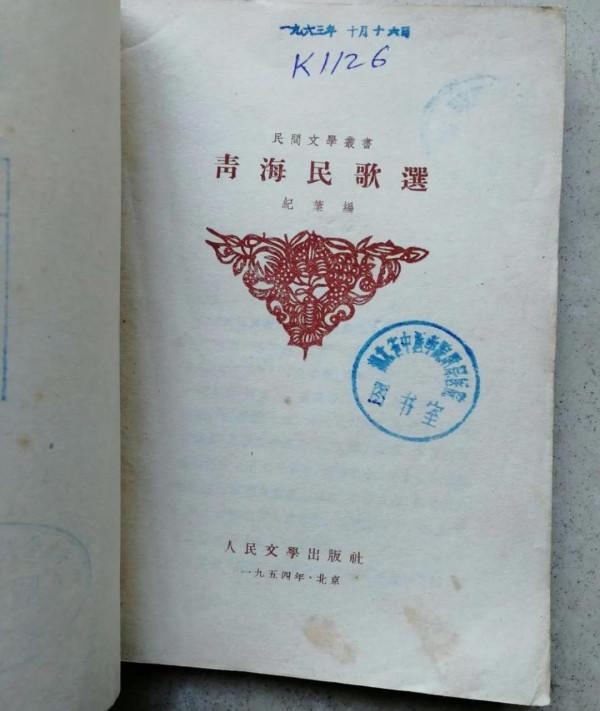 一九六三年 十月十六日
K1126
民間文學叢書
青海民歌選
紀葉編
图书室
人民文學出版社
一九五四年·北京